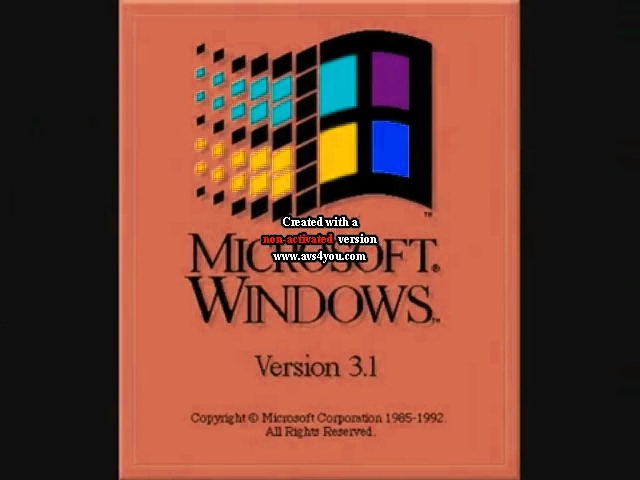 ™
Created with a
non-activated version
www.avs4you.com
MICROSOFT®
WINDOWS™
Version 3.1
Copyright © Microsoft Corporation 1985-1992.
All Rights Reserved.